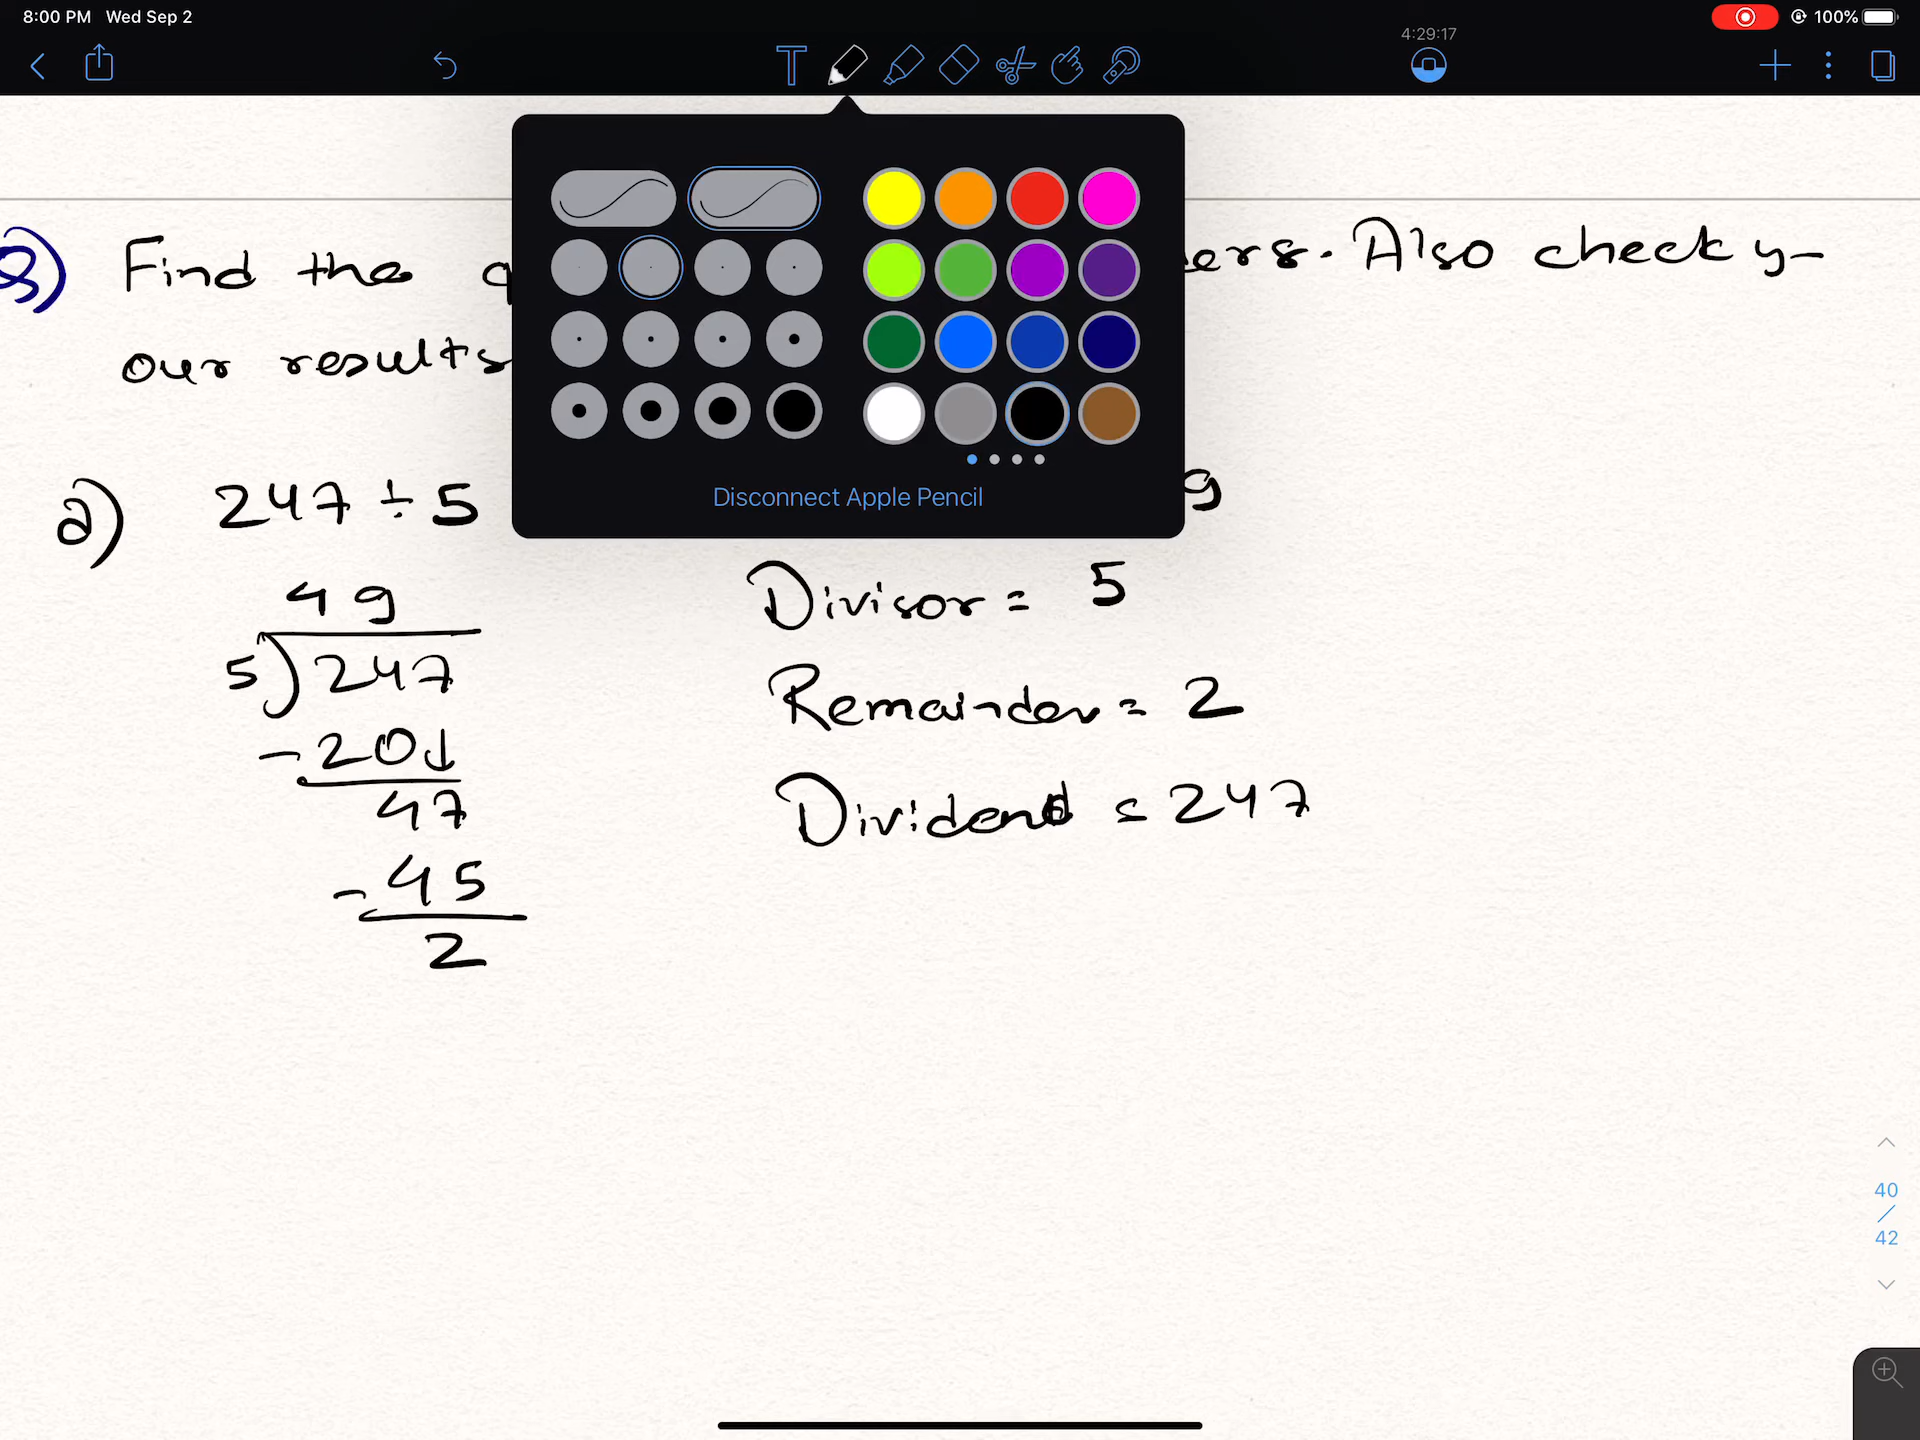 8:00 PM Wed Sep 2
100%
4:29:17
Q) Find the ers. Also check y-
our results
Disconnect Apple Pencil
a) 247 ÷ 5 9
49
5)247
-20↓
47
-45
2
Divisor = 5
Remainder = 2
Dividend = 247
40
/
42